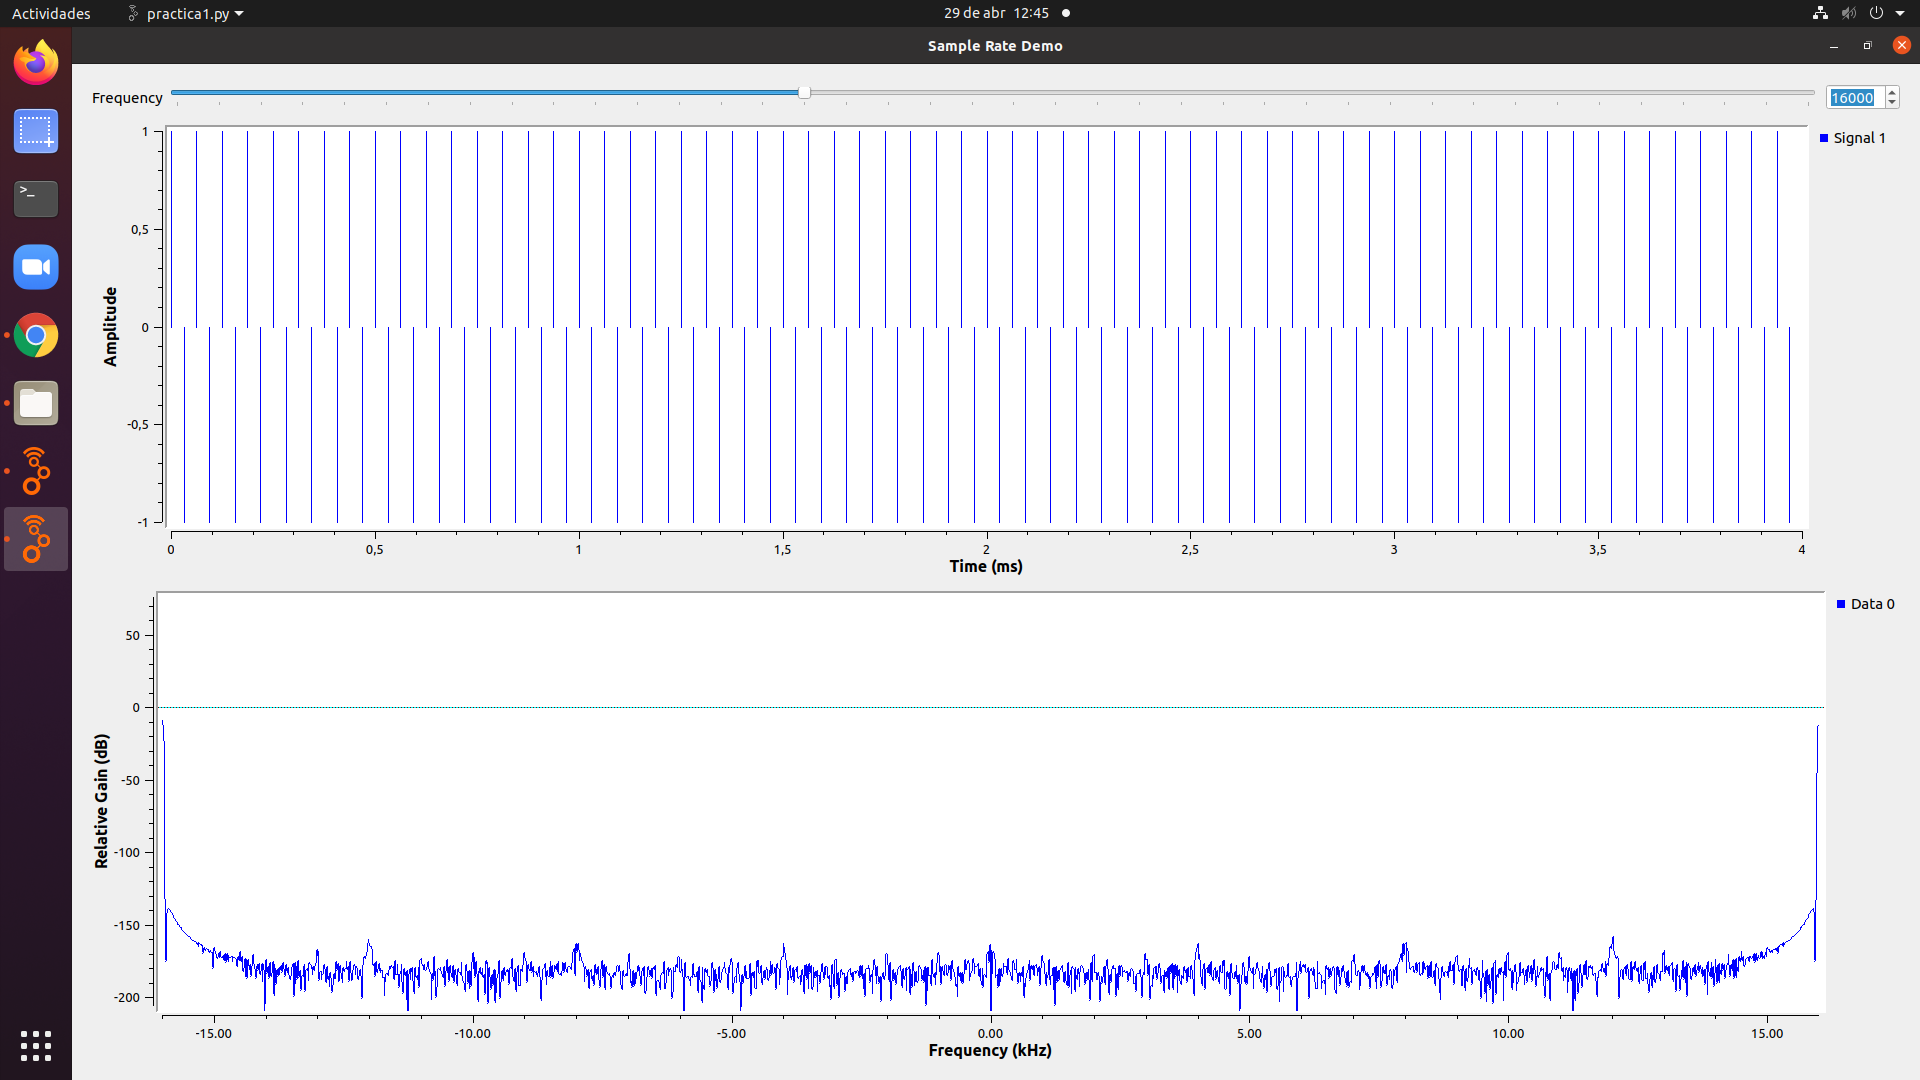 Actividades practica1.py 29 de abr 12:45
Sample Rate Demo
Frequency 16000
Signal 1
1
0,5
0
-0,5
-1
Amplitude
0 0,5 1 1,5 2 2,5 3 3,5 4
Time (ms)
Data 0
50
0
-50
-100
-150
-200
Relative Gain (dB)
-15.00 -10.00 -5.00 0.00 5.00 10.00 15.00
Frequency (kHz)